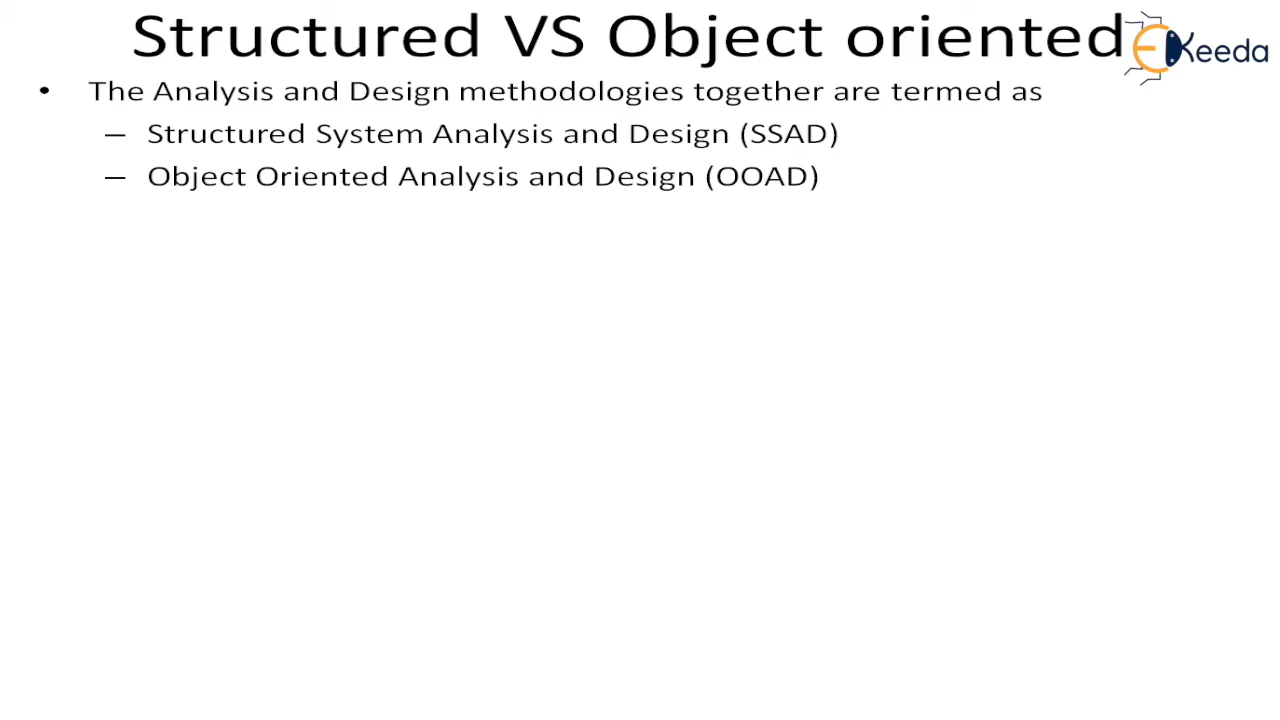 Structured VS Object oriented
EKeeda
• The Analysis and Design methodologies together are termed as
– Structured System Analysis and Design (SSAD)
– Object Oriented Analysis and Design (OOAD)